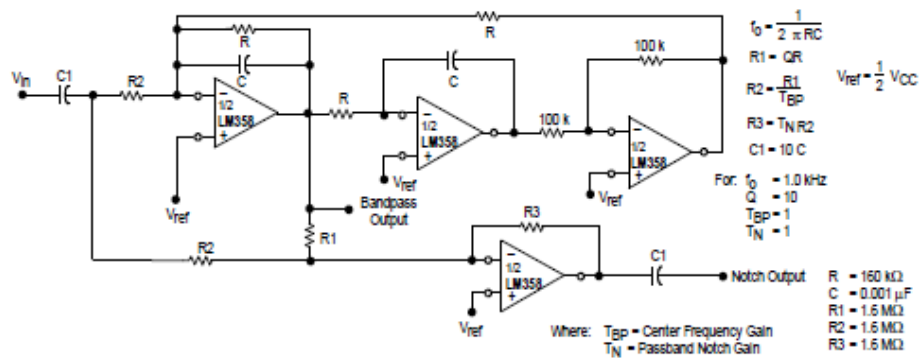 R
R
C
Vin
C1
R2
1/2
LM358
Vref
R
C
1/2
LM358
Vref
100 k
100 k
1/2
LM358
Vref
Bandpass
Output
R1
R2
R3
1/2
LM358
Vref
C1
Notch Output
fo = 1 / 2 π RC
R1 = QR
R2 = R1 / TBP
R3 = TN R2
C1 = 10 C
Vref = 1/2 VCC
For: fo = 1.0 kHz
Q = 10
TBP = 1
TN = 1
R = 160 kΩ
C = 0.001 μF
R1 = 1.6 MΩ
R2 = 1.6 MΩ
R3 = 1.6 MΩ
Where: TBP = Center Frequency Gain
TN = Passband Notch Gain